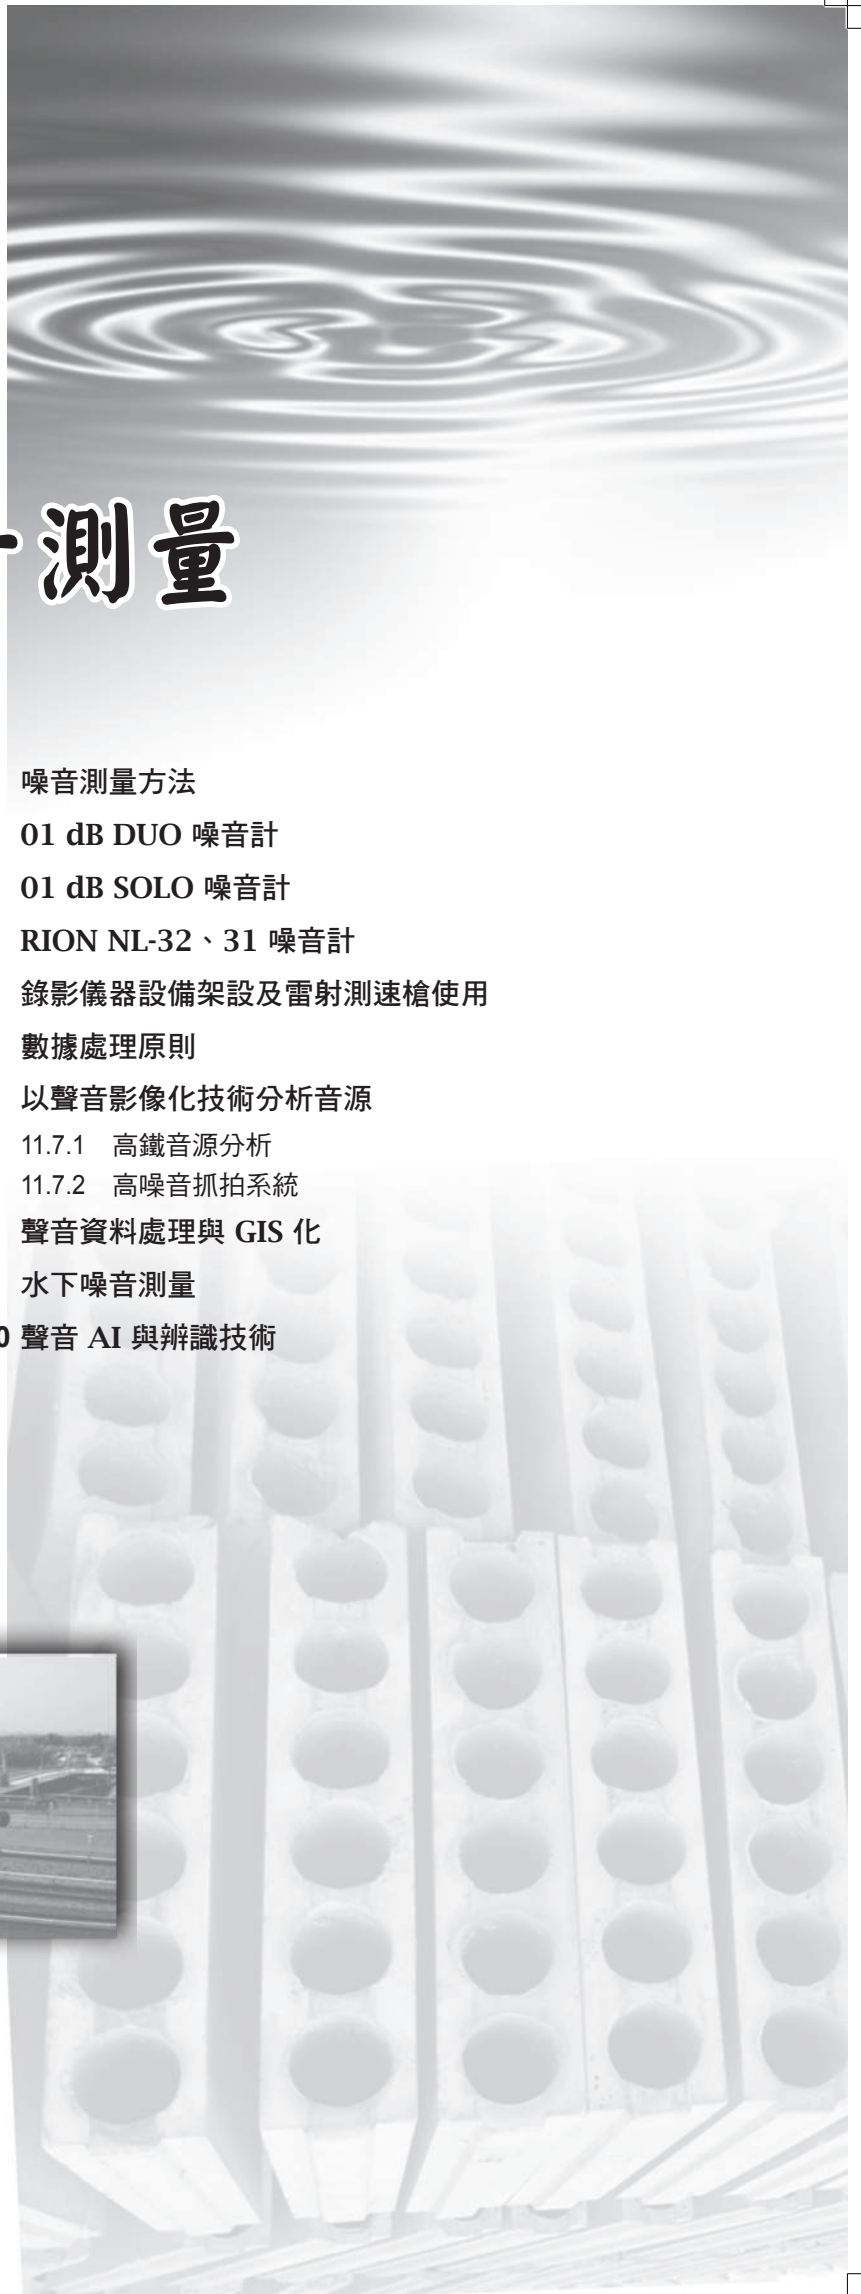 測量
噪音測量方法
01 dB DUO 噪音計
01 dB SOLO 噪音計
RION NL-32、31 噪音計
錄影儀器設備架設及雷射測速槍使用
數據處理原則
以聲音影像化技術分析音源
11.7.1 高鐵音源分析
11.7.2 高噪音抓拍系統
聲音資料處理與 GIS 化
水下噪音測量
0 聲音 AI 與辨識技術